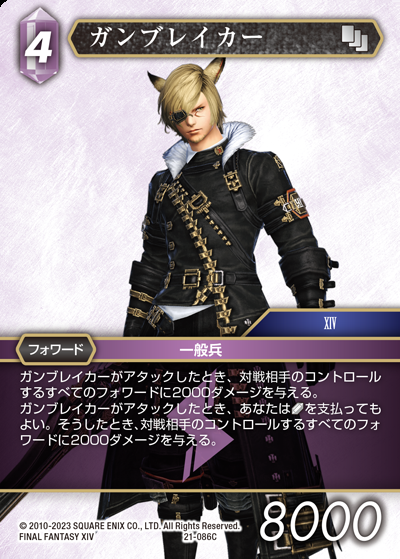 4
ガンブレイカー
XIV
フォワード
一般兵
ガンブレイカーがアタックしたとき、対戦相手のコントロール
するすべてのフォワードに2000ダメージを与える。
ガンブレイカーがアタックしたとき、あなたはを支払っても
よい。そうしたとき、対戦相手のコントロールするすべてのフォ
ワードに2000ダメージを与える。
© 2010-2023 SQUARE ENIX CO., LTD. All Rights Reserved.
FINAL FANTASY XIV
21-086C
8000